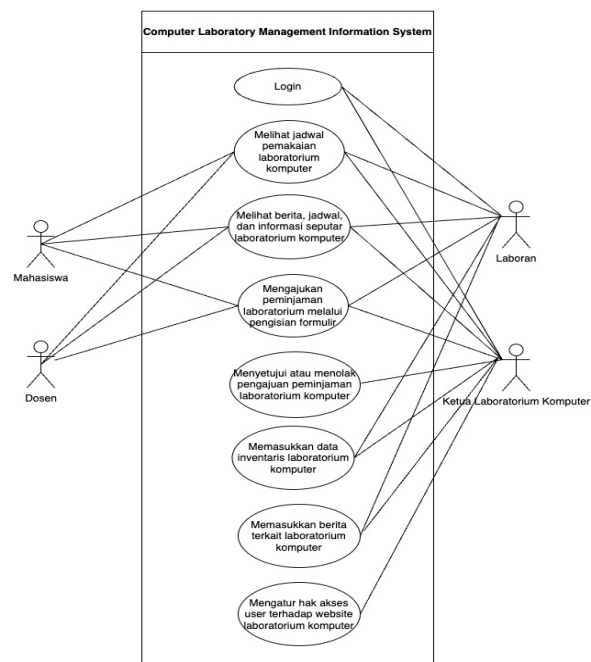 Computer Laboratory Management Information System
Login
Melihat jadwal
pemakaian
laboratorium
komputer
Melihat berita, jadwal,
dan informasi seputar
laboratorium komputer
Mengajukan
peminjaman
laboratorium melalui
pengisian formulir
Menyetujui atau menolak
pengajuan peminjaman
laboratorium komputer
Memasukkan data
inventaris laboratorium
komputer
Memasukkan berita
terkait laboratorium
komputer
Mengatur hak akses
user terhadap website
laboratorium komputer
Mahasiswa
Dosen
Laboran
Ketua Laboratorium Komputer